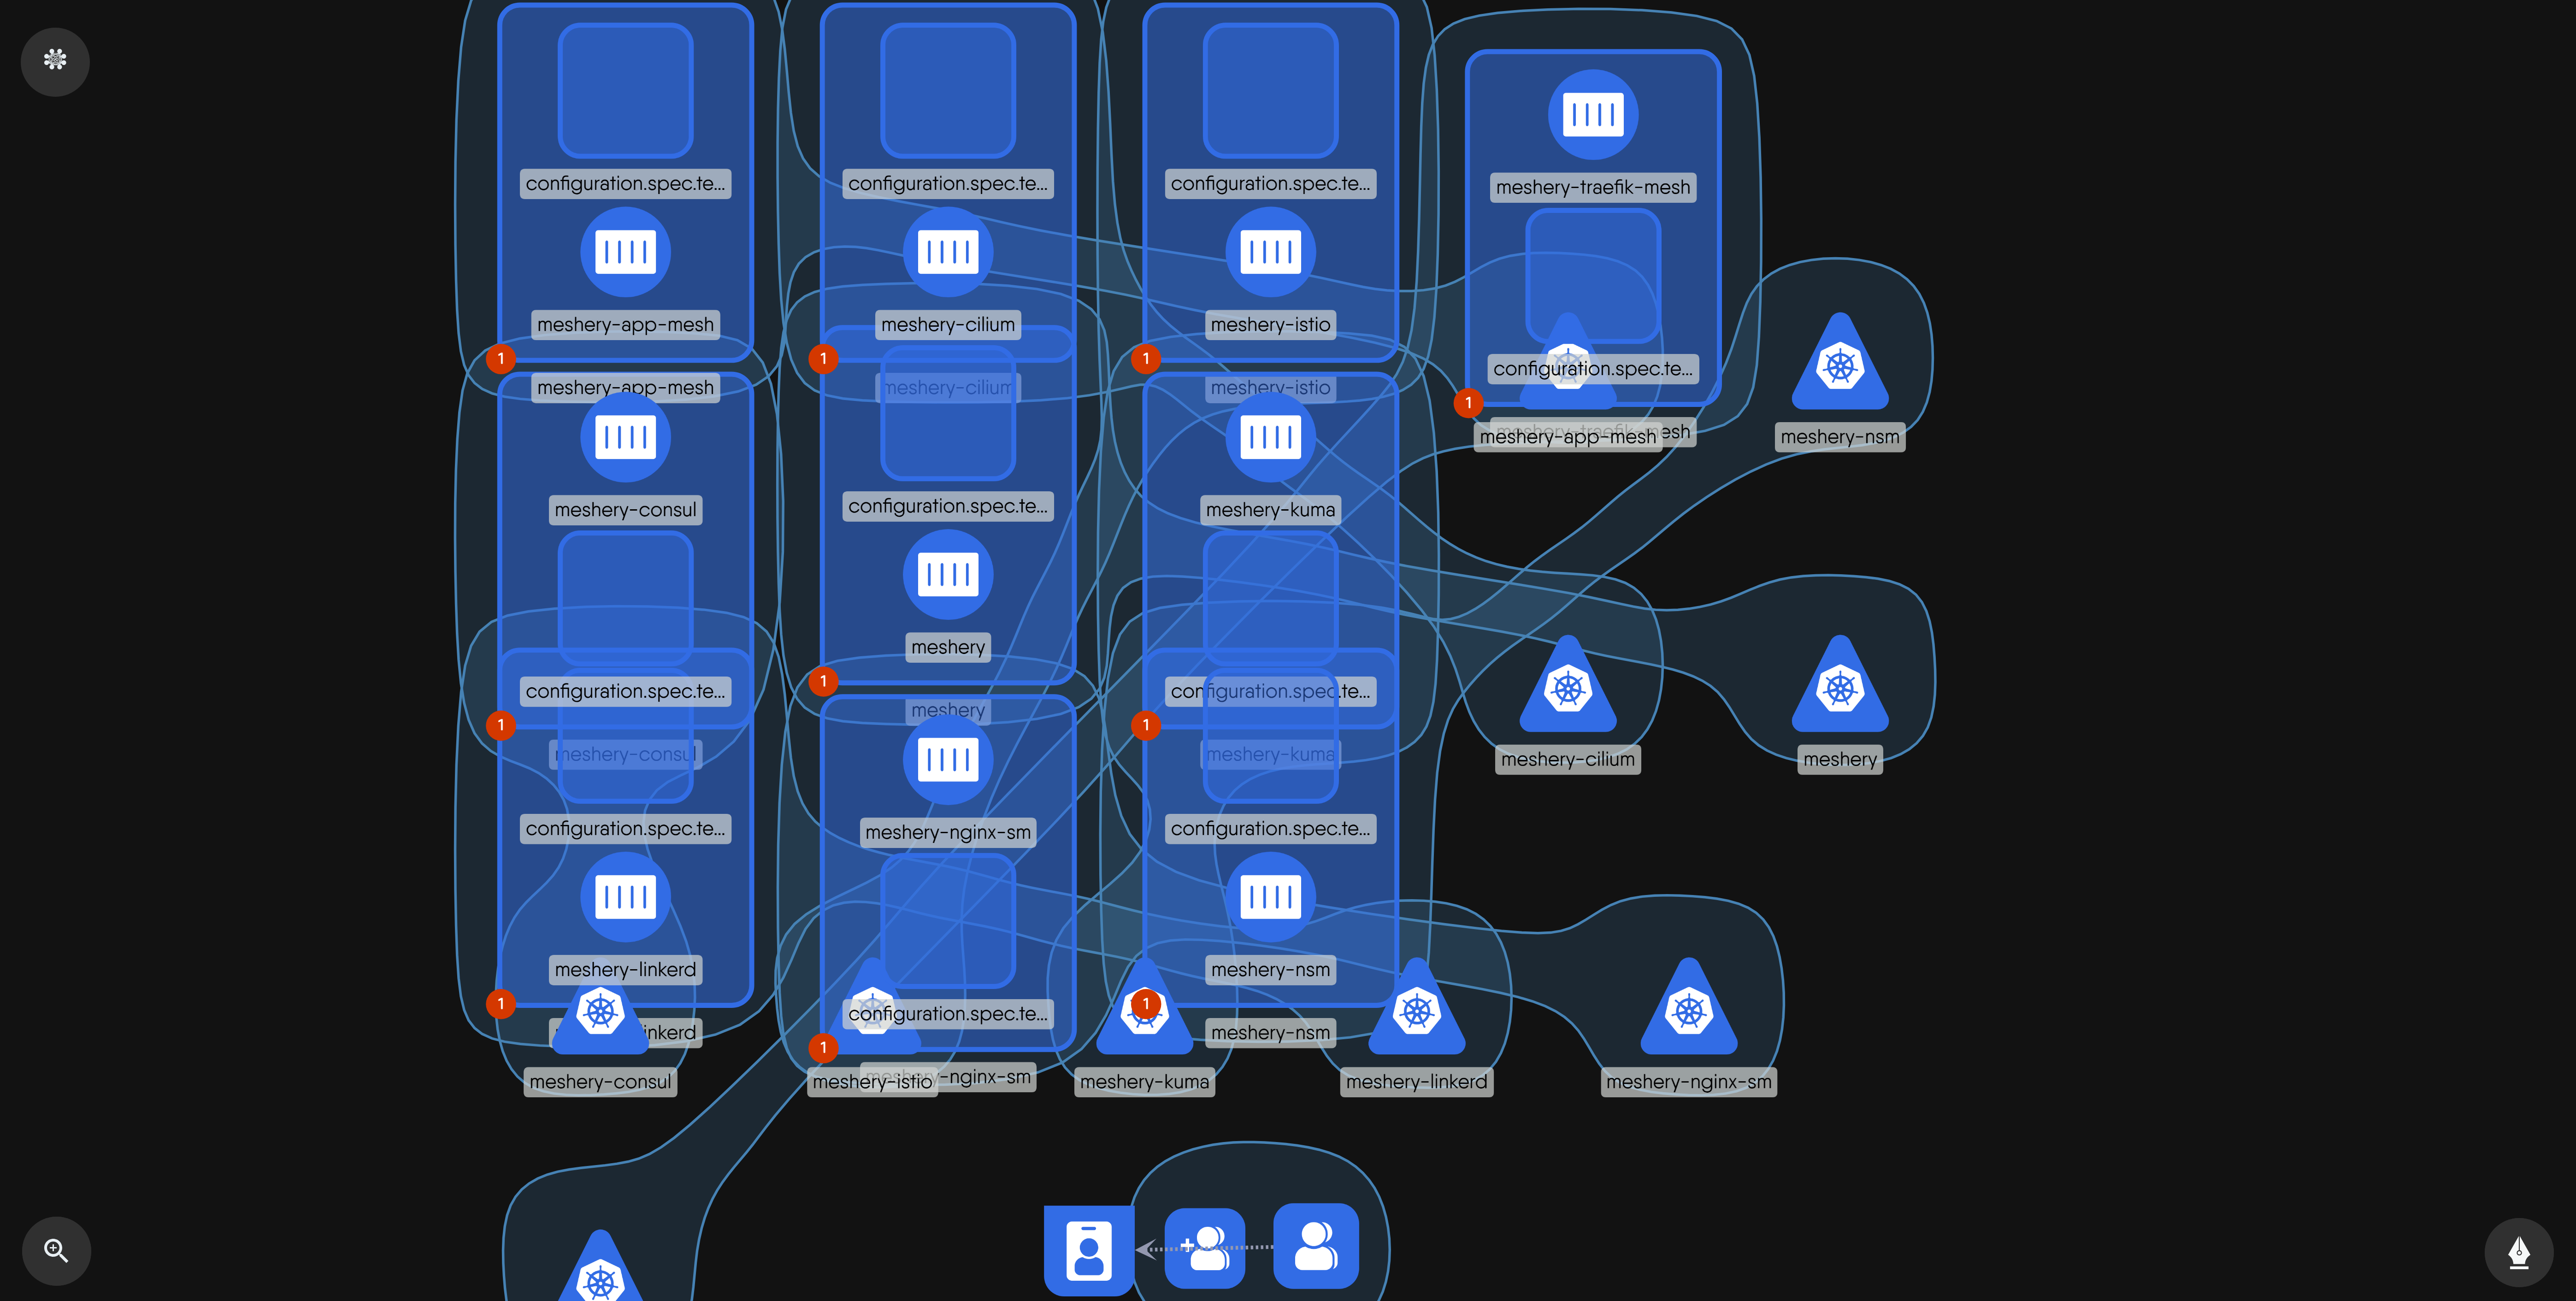 configuration.spec.te...
configuration.spec.te...
configuration.spec.te...
meshery-traefik-mesh
meshery-app-mesh
meshery-cilium
meshery-istio
1
1
1
configuration.spec.te...
meshery-app-mesh
meshery-cilium
meshery-istio
1
meshery-traefik-mesh
meshery-app-mesh
meshery-nsm
meshery-consul
configuration.spec.te...
meshery-kuma
meshery
1
configuration.spec.te...
configuration.spec.te...
meshery
1
1
meshery-consul
meshery-kuma
meshery-cilium
meshery
configuration.spec.te...
meshery-nginx-sm
configuration.spec.te...
meshery-linkerd
meshery-nsm
1
configuration.spec.te...
1
inkerd
meshery-nsm
1
meshery-consul
meshery-istio
meshery-nginx-sm
meshery-kuma
meshery-linkerd
meshery-nginx-sm